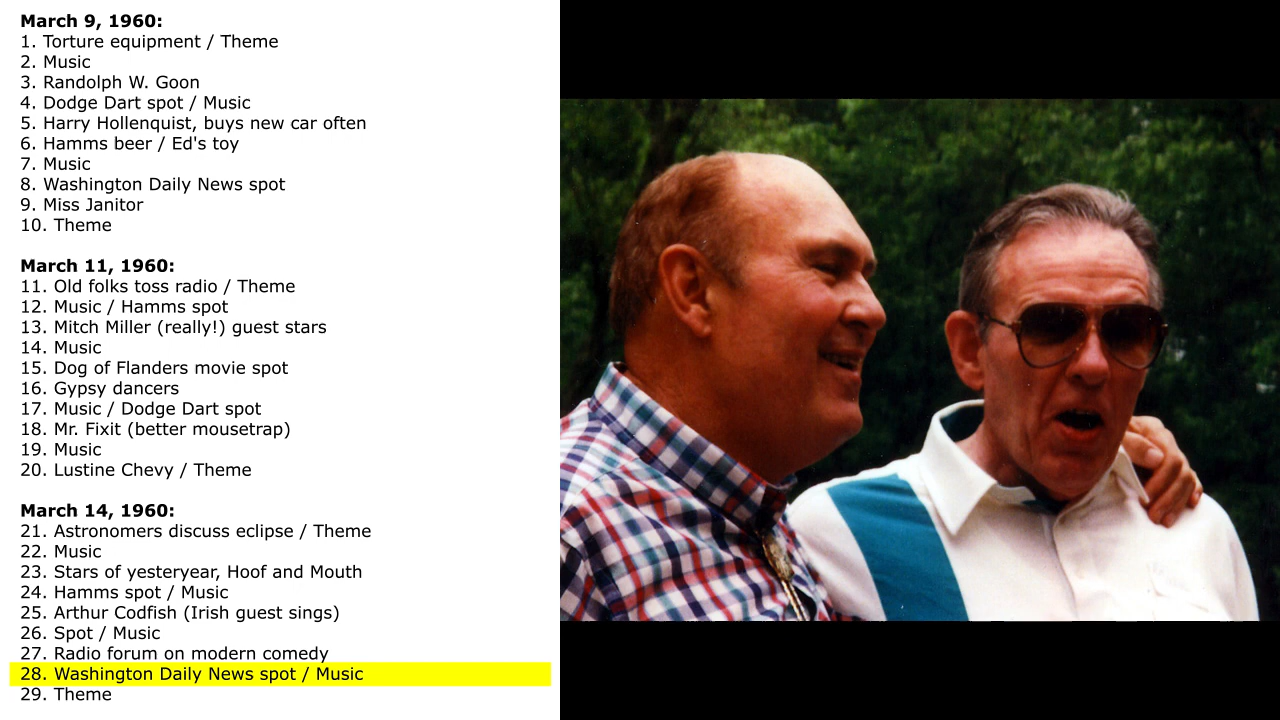 March 9, 1960:
1. Torture equipment / Theme
2. Music
3. Randolph W. Goon
4. Dodge Dart spot / Music
5. Harry Hollenquist, buys new car often
6. Hamms beer / Ed's toy
7. Music
8. Washington Daily News spot
9. Miss Janitor
10. Theme
March 11, 1960:
11. Old folks toss radio / Theme
12. Music / Hamms spot
13. Mitch Miller (really!) guest stars
14. Music
15. Dog of Flanders movie spot
16. Gypsy dancers
17. Music / Dodge Dart spot
18. Mr. Fixit (better mousetrap)
19. Music
20. Lustine Chevy / Theme
March 14, 1960:
21. Astronomers discuss eclipse / Theme
22. Music
23. Stars of yesteryear, Hoof and Mouth
24. Hamms spot / Music
25. Arthur Codfish (Irish guest sings)
26. Spot / Music
27. Radio forum on modern comedy
28. Washington Daily News spot / Music
29. Theme